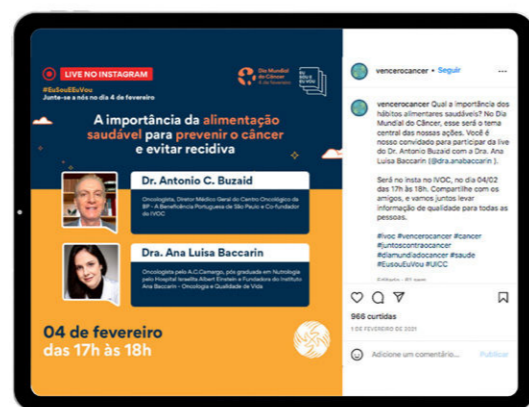 LIVE NO INSTAGRAM
#EuSouEEuVou
Junte-se a nós no dia 4 de fevereiro
Dia Mundial
do Câncer
4 de fevereiro
EU
SOU E
EU
VOU
A importância da alimentação
saudável para prevenir o câncer
e evitar recidiva
Dr. Antonio C. Buzaid
Oncologista, Diretor Médico Geral do Centro Oncológico da
BP - A Beneficência Portuguesa de São Paulo e Co-fundador
do IVOC
Dra. Ana Luisa Baccarin
Oncologista pelo A.C.Camargo, pós graduada em Nutrologia
pelo Hospital Israelita Albert Einstein e Fundadora do Instituto
Ana Baccarin - Oncologia e Qualidade de Vida
04 de fevereiro
das 17h às 18h
vencerocancer • Seguir
vencerocancer Qual a importância dos
hábitos alimentares saudáveis? No Dia
Mundial do Câncer, esse será o tema
central das nossas ações. Você é
nosso convidado para participar da live
do Dr. Antonio Buzaid com a Dra. Ana
Luisa Baccarin (@dra.anabaccarin ).
Será no Insta no IVOC, no dia 04/02
das 17h às 18h. Compartilhe com os
amigos, e vamos juntos levar
informação de qualidade para todas as
pessoas.
#ivoc #vencerocancer #cancer
#juntoscontraocancer
#diamundialdocancer #saude
#EusouEuVou #UICC
966 curtidas
1 DE FEVEREIRO DE 2021
Adicione um comentário... Publicar